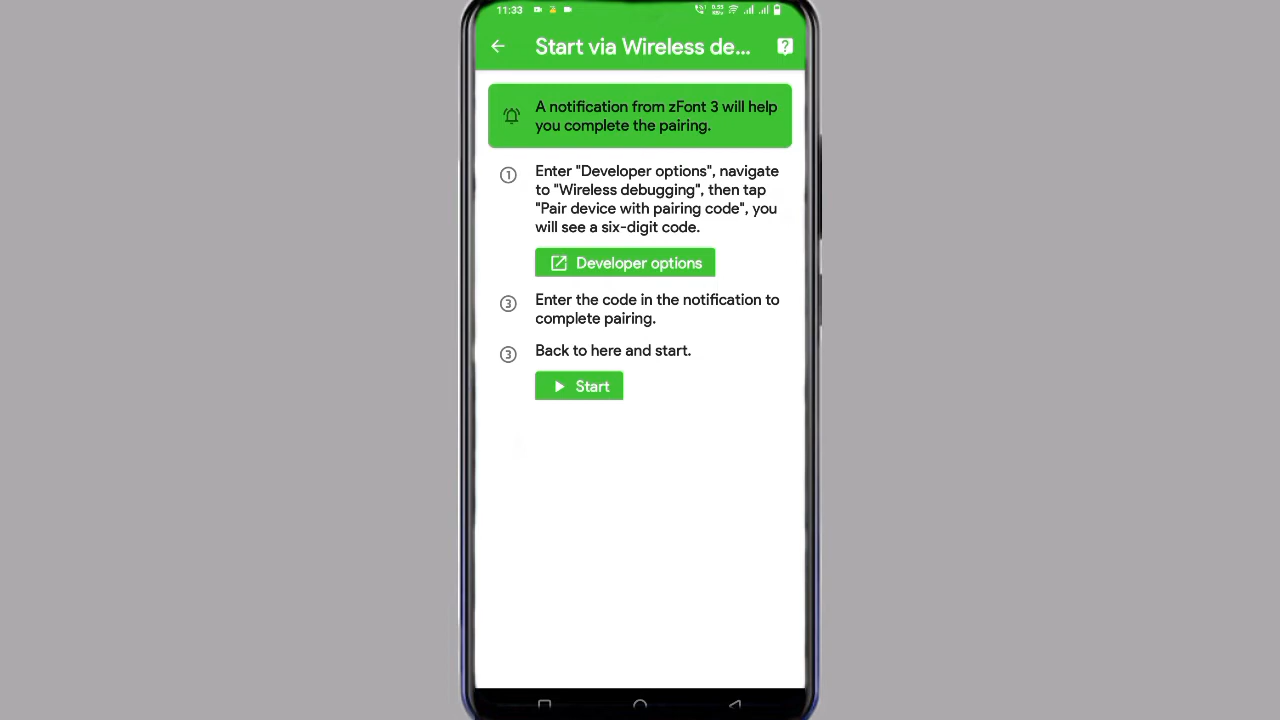 11:33
0.55
Start via Wireless de...
A notification from zFont 3 will help
you complete the pairing.
1 Enter "Developer options", navigate
to "Wireless debugging", then tap
"Pair device with pairing code", you
will see a six-digit code.
Developer options
3 Enter the code in the notification to
complete pairing.
3 Back to here and start.
Start